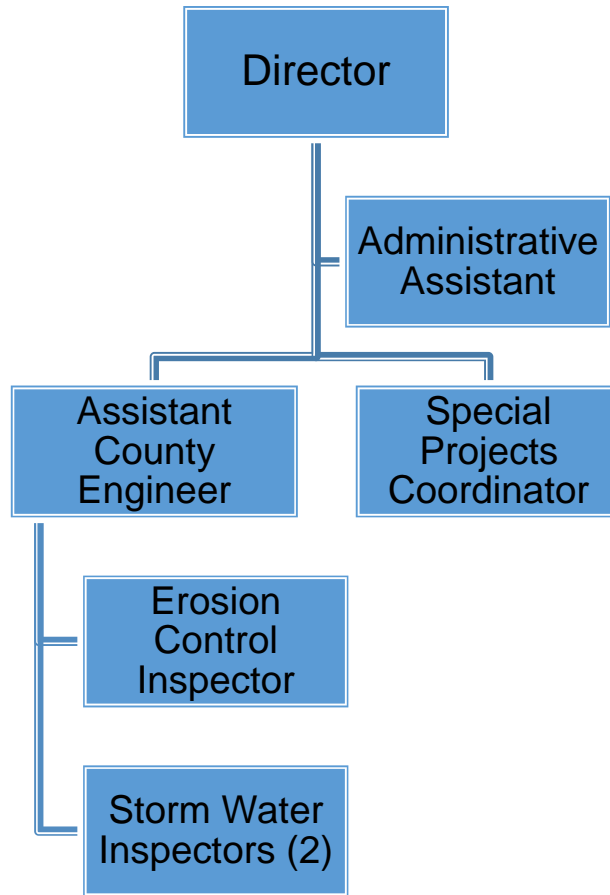 Director
Administrative
Assistant
Assistant
County
Engineer
Special
Projects
Coordinator
Erosion
Control
Inspector
Storm Water
Inspectors (2)